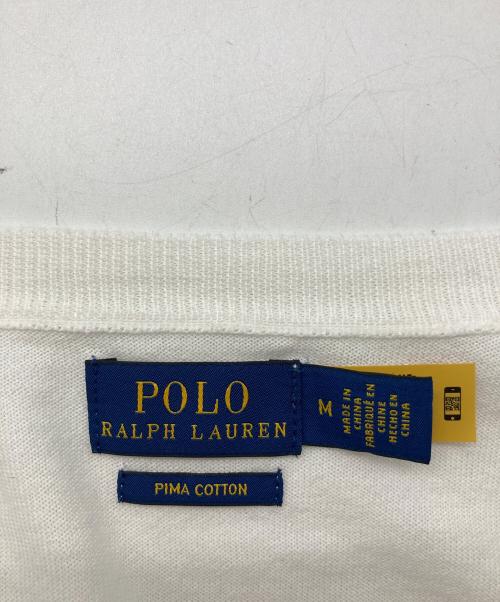 POLO
RALPH LAUREN
PIMA COTTON
M
MADE IN
CHINA
FABRIQUÉ EN
CHINE
HECHO EN
CHINA